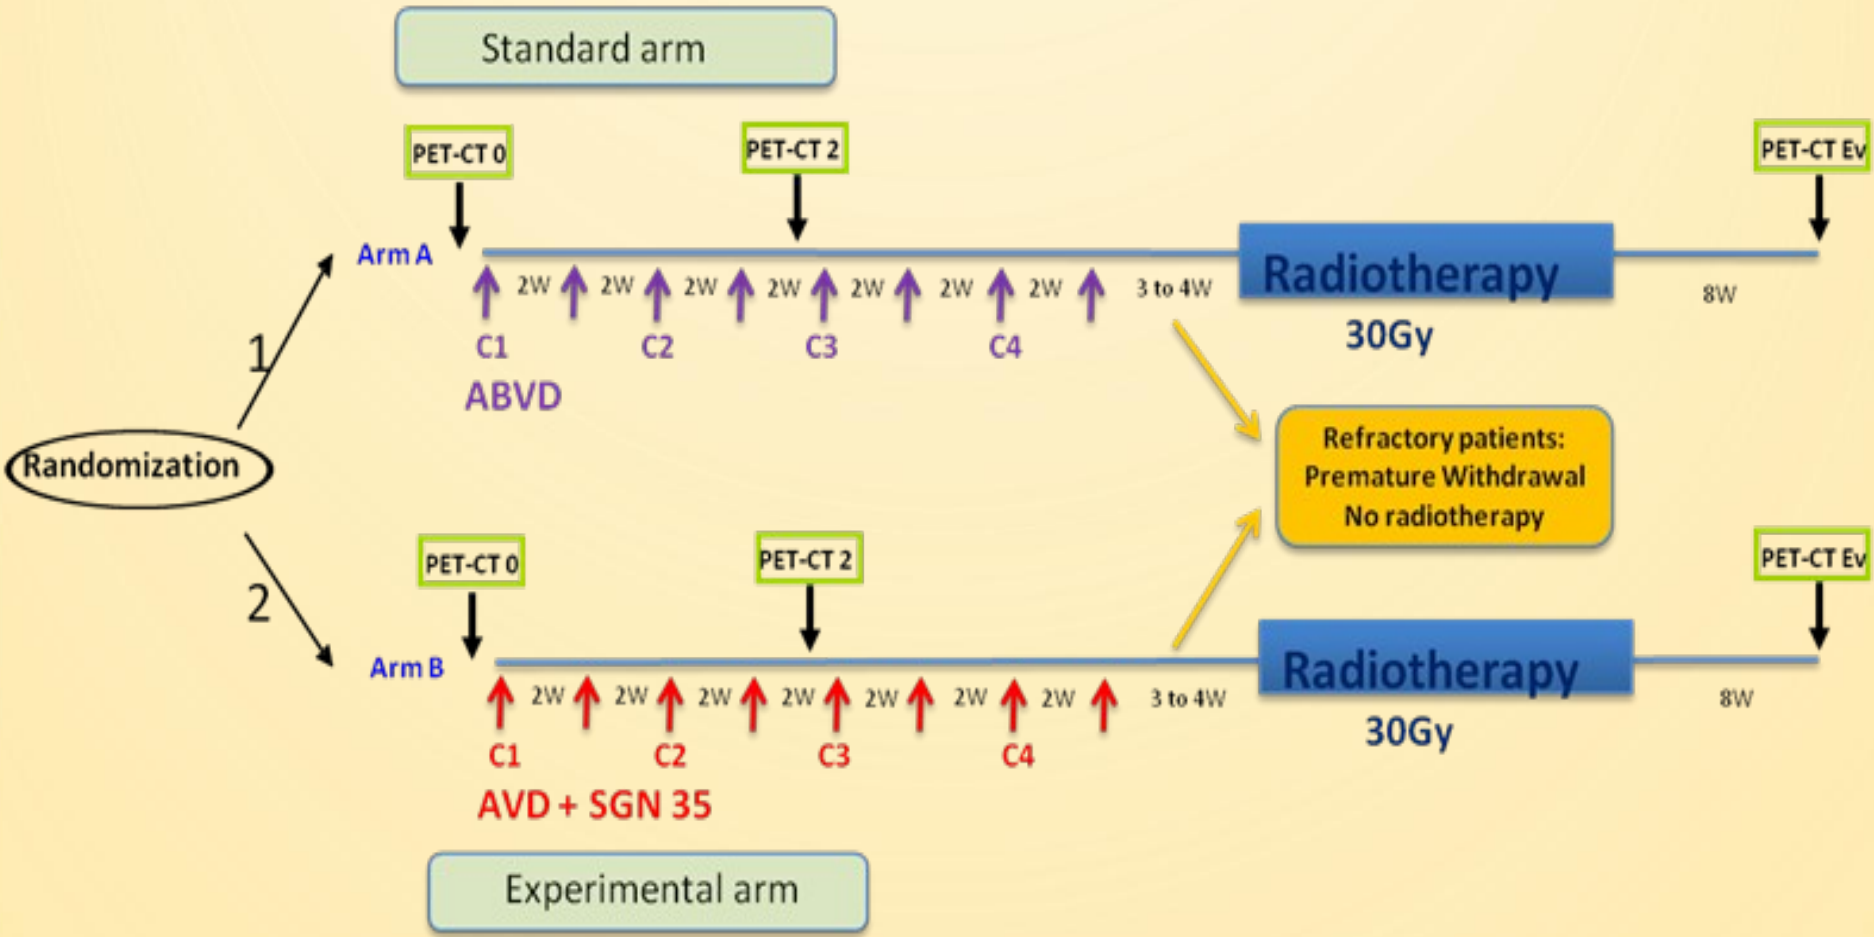 Standard arm
PET-CT 0
PET-CT 2
PET-CT Ev
Arm A
2W 2W 2W 2W 2W 2W 2W 3 to 4W
Radiotherapy
8W
C1 C2 C3 C4
30Gy
ABVD
1
Randomization
2
Refractory patients:
Premature Withdrawal
No radiotherapy
PET-CT 0
PET-CT 2
PET-CT Ev
Arm B
2W 2W 2W 2W 2W 2W 2W 3 to 4W
Radiotherapy
8W
C1 C2 C3 C4
30Gy
AVD + SGN 35
Experimental arm